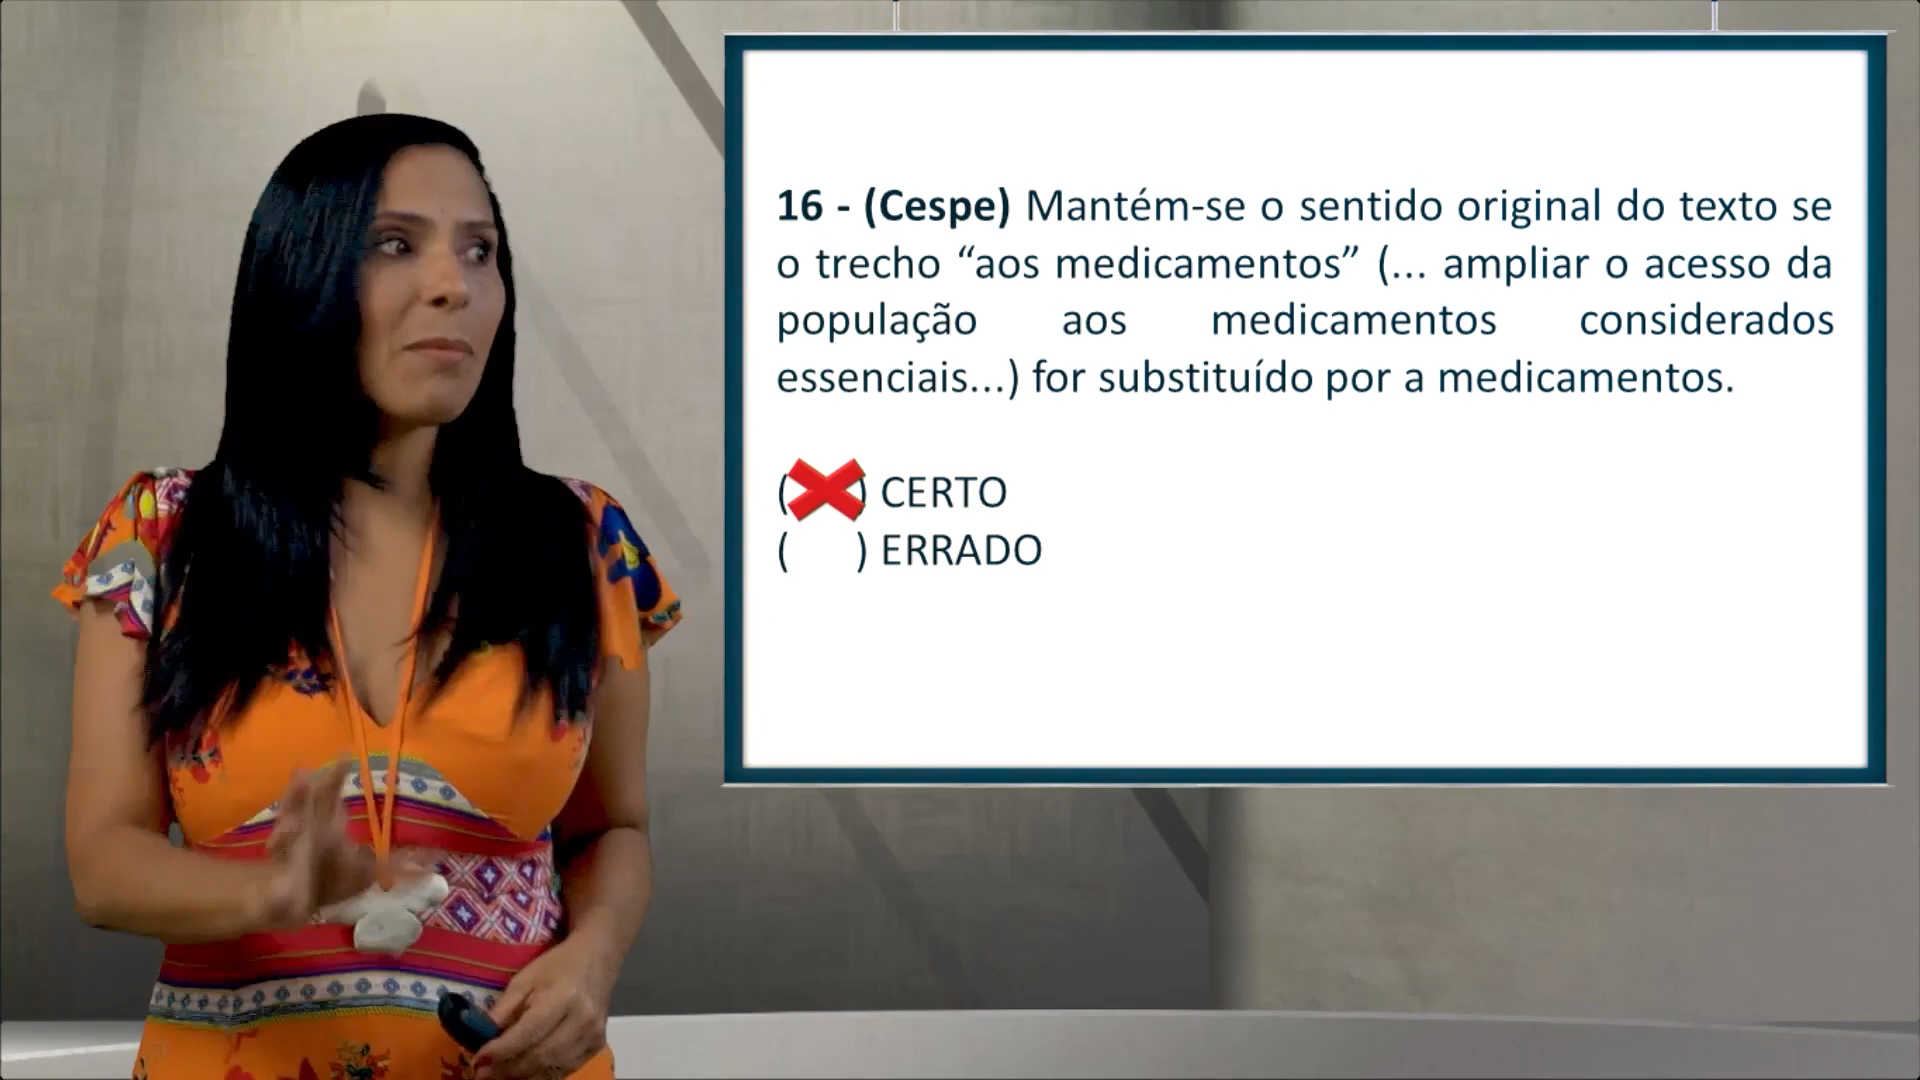 16 - (Cespe) Mantém-se o sentido original do texto se
o trecho “aos medicamentos” (... ampliar o acesso da
população aos medicamentos considerados
essenciais...) for substituído por a medicamentos.
( ) CERTO
( ) ERRADO